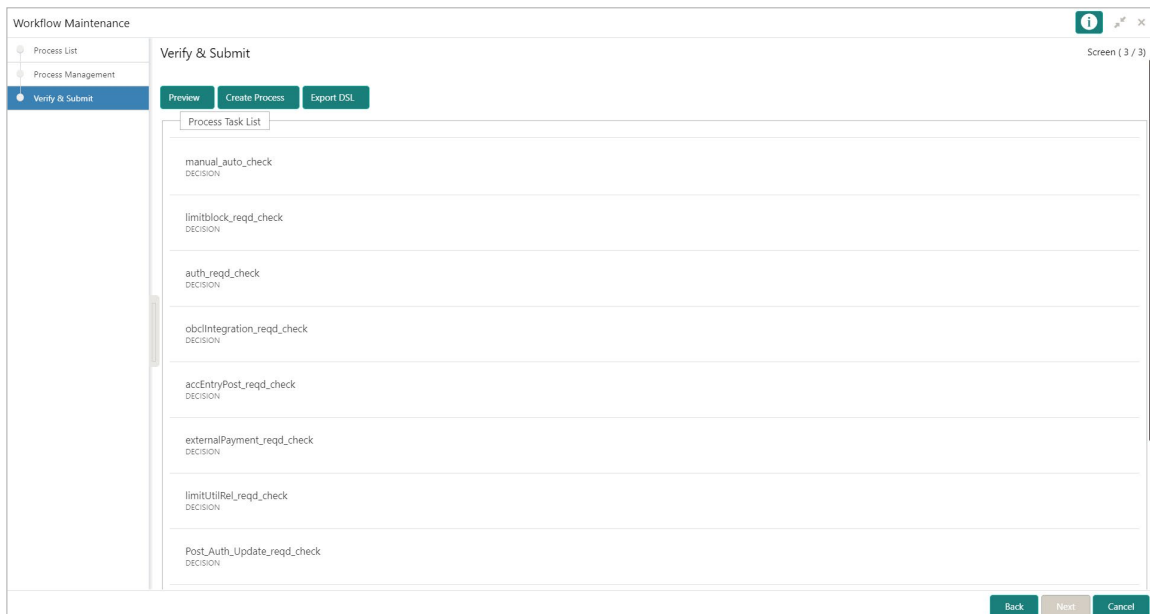 Workflow Maintenance
Process List
Process Management
Verify & Submit
Verify & Submit
Screen ( 3 / 3)
Preview
Create Process
Export DSL
Process Task List
manual_auto_check
DECISION
limitblock_reqd_check
DECISION
auth_reqd_check
DECISION
obclIntegration_reqd_check
DECISION
accEntryPost_reqd_check
DECISION
externalPayment_reqd_check
DECISION
limitUtilRel_reqd_check
DECISION
Post_Auth_Update_reqd_check
DECISION
Back
Next
Cancel